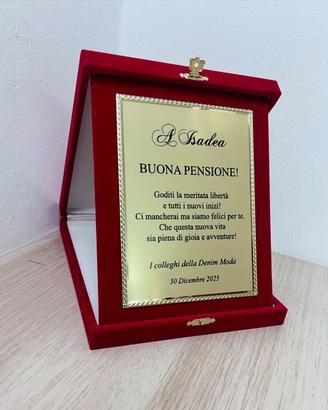 A Isadea
BUONA PENSIONE!
Goditi la meritata libertà
e tutti i nuovi inizi!
Ci mancherai ma siamo felici per te.
Che questa nuova vita
sia piena di gioia e avventure!
I colleghi della Denim Moda
30 Dicembre 2025